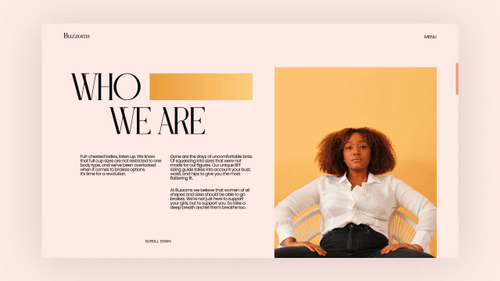 Buzzoms
MENU
WHO
WE ARE
Full-chested ladies, listen up. We know
that full cup sizes are not restricted to one
body type, and we've been overlooked
when it comes to braless options.
It's time for a revolution.
Gone are the days of uncomfortable bras.
Of squeezing into sizes that were not
made for our figures. Our unique BFF
sizing guide takes into account your bust,
waist, and hips to give you the most
flattering fit.
At Buzzoms we believe that women of all
shapes and sizes should be able to go
braless. We're not just here to support
your girls, but to support you. So take a
deep breath and let them breathe too.
SCROLL DOWN